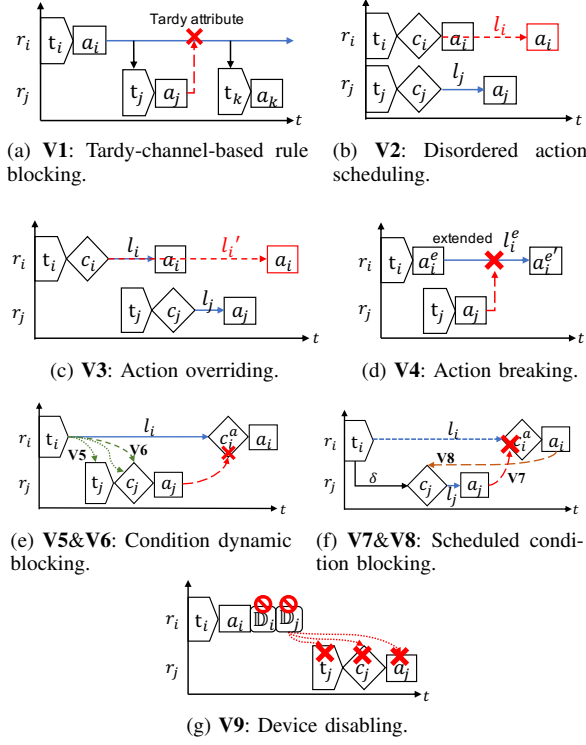 Tardy attribute
r_i t_i a_i
r_j t_j a_j t_k a_k
t
(a) V1: Tardy-channel-based rule
blocking.
r_i t_i c_i a_i l_i a_i
r_j t_j c_j l_j a_j
t
(b) V2: Disordered action
scheduling.
r_i t_i c_i l_i a_i l_i' a_i
r_j t_j c_j l_j a_j
t
(c) V3: Action overriding.
extended
r_i a_i^e l_i^e a_i^e'
r_j t_j a_j
t
(d) V4: Action breaking.
r_i t_i l_i c_i^a a_i
V5 V6
r_j t_j c_j a_j
t
(e) V5&V6: Condition dynamic
blocking.
r_i t_i l_i c_i^a a_i
V8
r_j δ c_j l_j a_j V7
t
(f) V7&V8: Scheduled condi-
tion blocking.
r_i t_i a_i 𝔻_i 𝔻_j
r_j t_j c_j a_j
t
(g) V9: Device disabling.